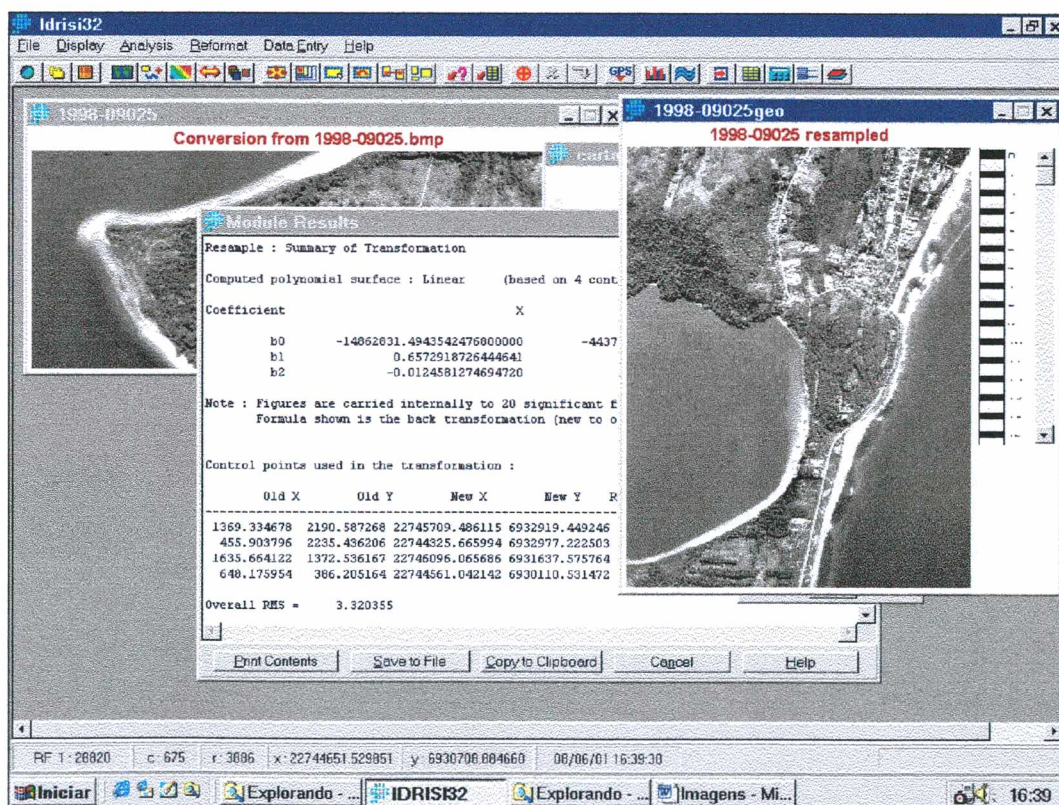 Idrisi32
File Display Analysis Reformat Data Entry Help
GPS
1998-09025
Conversion from 1998-09025.bmp
1998-09025geo
1998-09025 resampled
Module Results
Resample : Summary of Transformation
Computed polynomial surface : Linear (based on 4 cont
Coefficient X
b0 -14862831.4943542476800000 -4437
b1 0.6572918726444641
b2 -0.0124581274694720
Note : Figures are carried internally to 20 significant f
Formula shown is the back transformation (new to o
Control points used in the transformation :
Old X Old Y New X New Y R
1369.334678 2190.587268 22745709.486115 6932919.449246
455.903796 2235.436206 22744325.665994 6932977.222503
1635.664122 1372.536167 22746096.065686 6931637.575764
648.175954 386.205164 22744561.042142 6930110.531472
Overall RMS = 3.320355
Print Contents Save to File Copy to Clipboard Cancel Help
RF 1 : 28820 c : 675 r : 3886 x : 22744651.529851 y : 6930708.884660 08/06/01 16:39:30
Iniciar Explorando - ... IDRISI32 Explorando - ... Imagens - Mi... 16:39